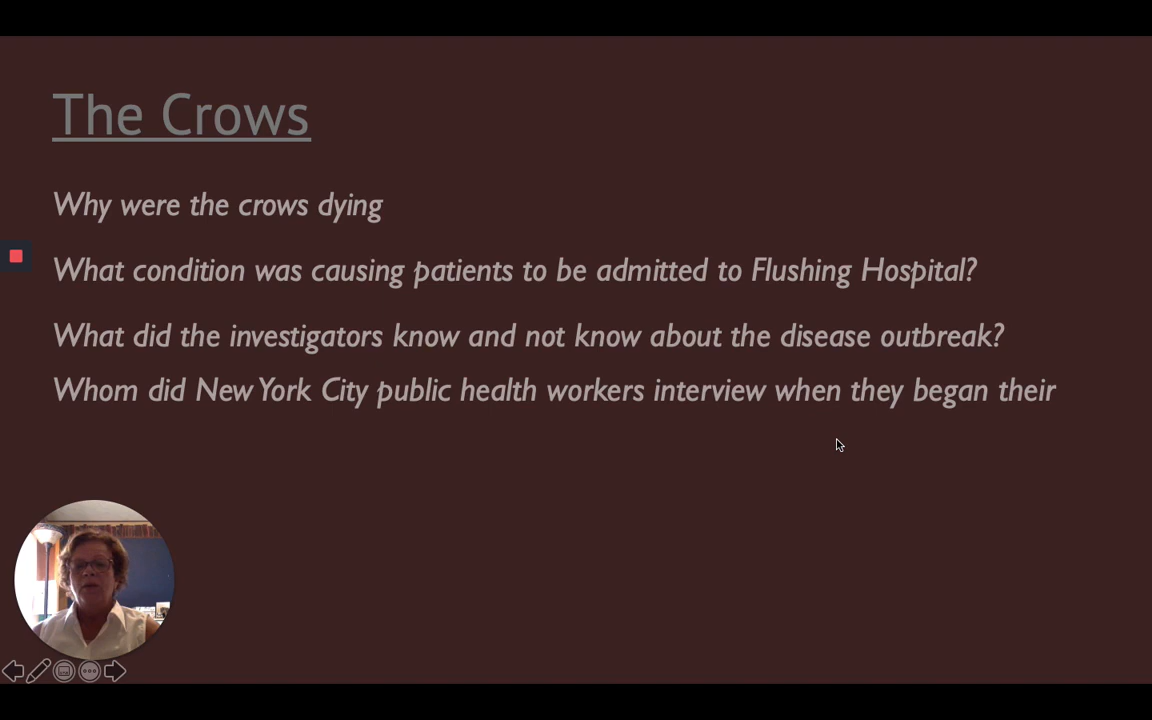 The Crows
Why were the crows dying
What condition was causing patients to be admitted to Flushing Hospital?
What did the investigators know and not know about the disease outbreak?
Whom did New York City public health workers interview when they began their